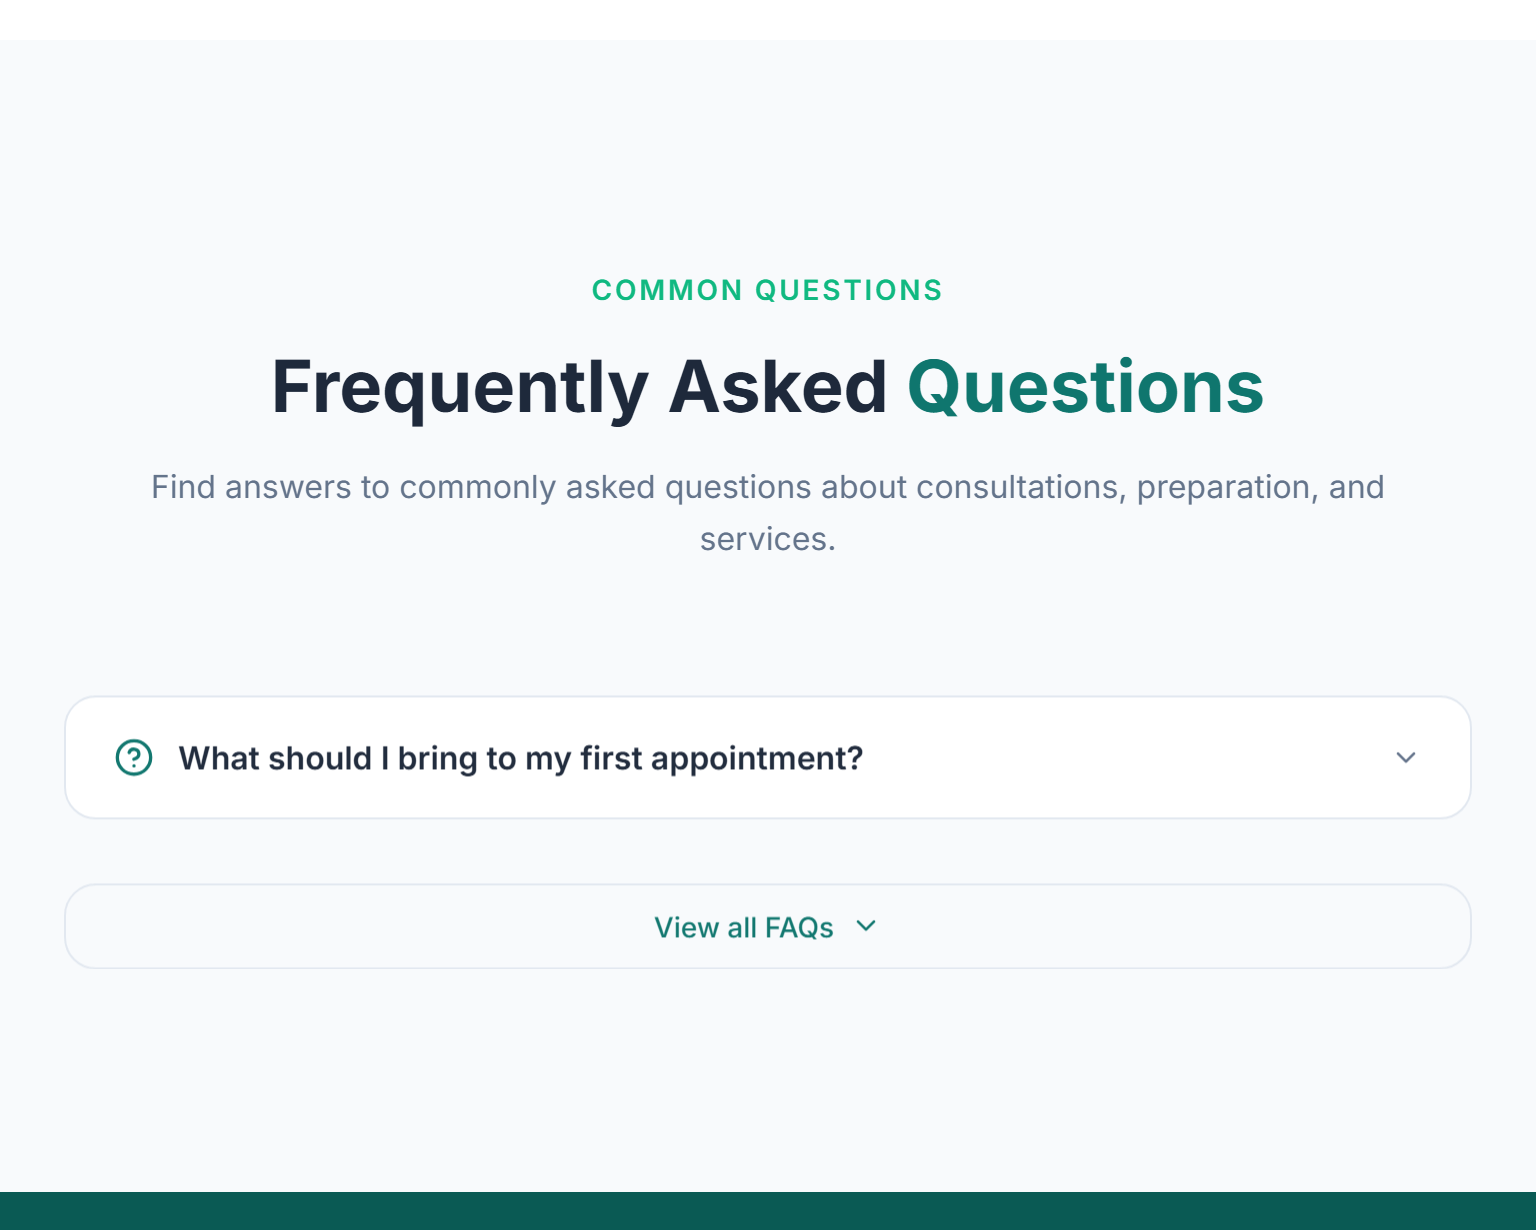 COMMON QUESTIONS
Frequently Asked Questions
Find answers to commonly asked questions about consultations, preparation, and
services.
What should I bring to my first appointment?
View all FAQs